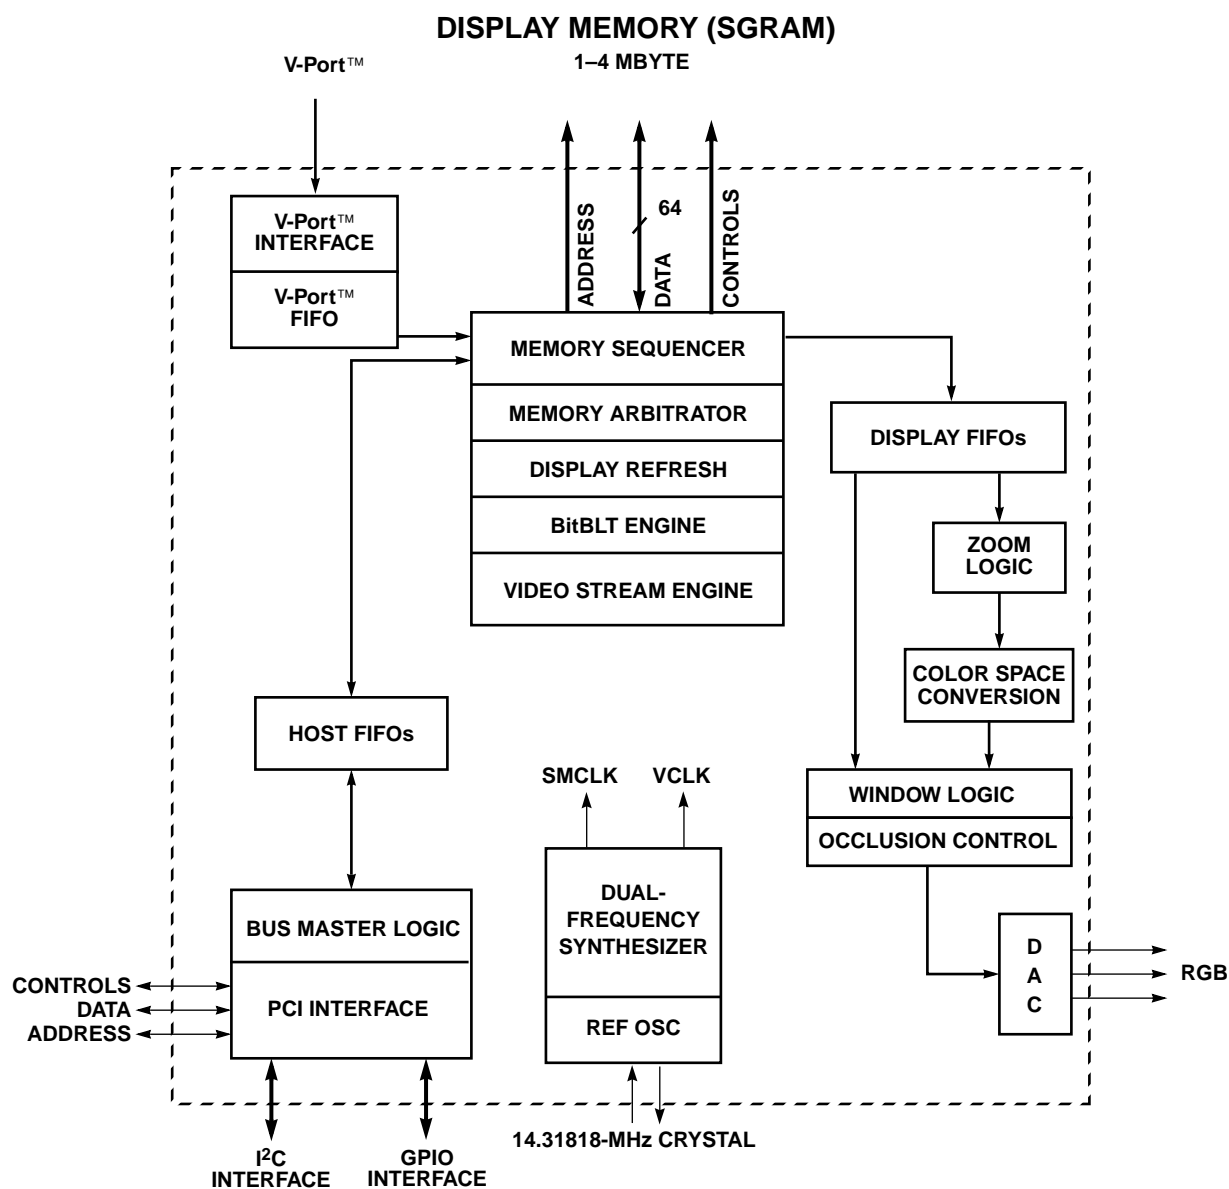 DISPLAY MEMORY (SGRAM)
1–4 MBYTE
V-Port™
V-Port™
INTERFACE
V-Port™
FIFO
ADDRESS
64
DATA
CONTROLS
MEMORY SEQUENCER
MEMORY ARBITRATOR
DISPLAY REFRESH
BitBLT ENGINE
VIDEO STREAM ENGINE
DISPLAY FIFOs
ZOOM
LOGIC
COLOR SPACE
CONVERSION
WINDOW LOGIC
OCCLUSION CONTROL
HOST FIFOs
SMCLK
VCLK
DUAL-
FREQUENCY
SYNTHESIZER
REF OSC
14.31818-MHz CRYSTAL
BUS MASTER LOGIC
PCI INTERFACE
CONTROLS
DATA
ADDRESS
I²C
INTERFACE
GPIO
INTERFACE
D
A
C
RGB